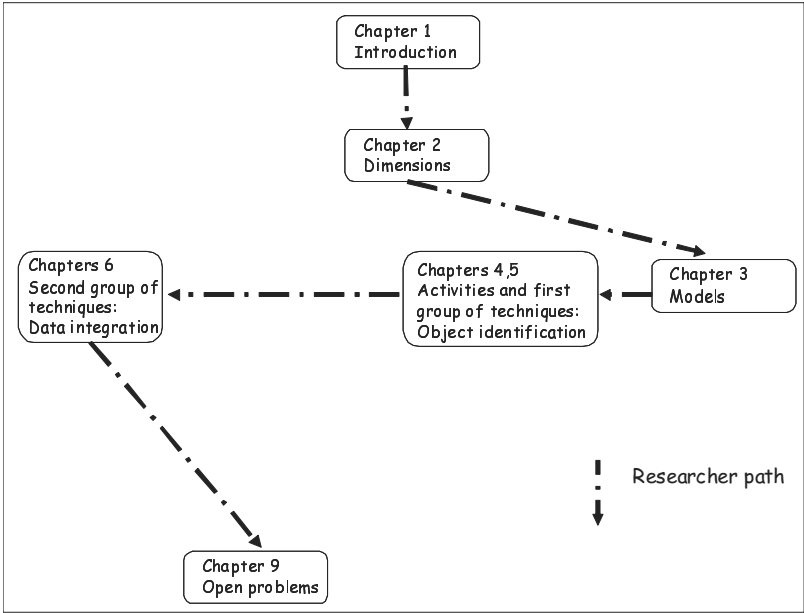 Chapter 1
Introduction
Chapter 2
Dimensions
Chapter 3
Models
Chapters 4,5
Activities and first
group of techniques:
Object identification
Chapters 6
Second group of
techniques:
Data integration
Chapter 9
Open problems
Researcher path